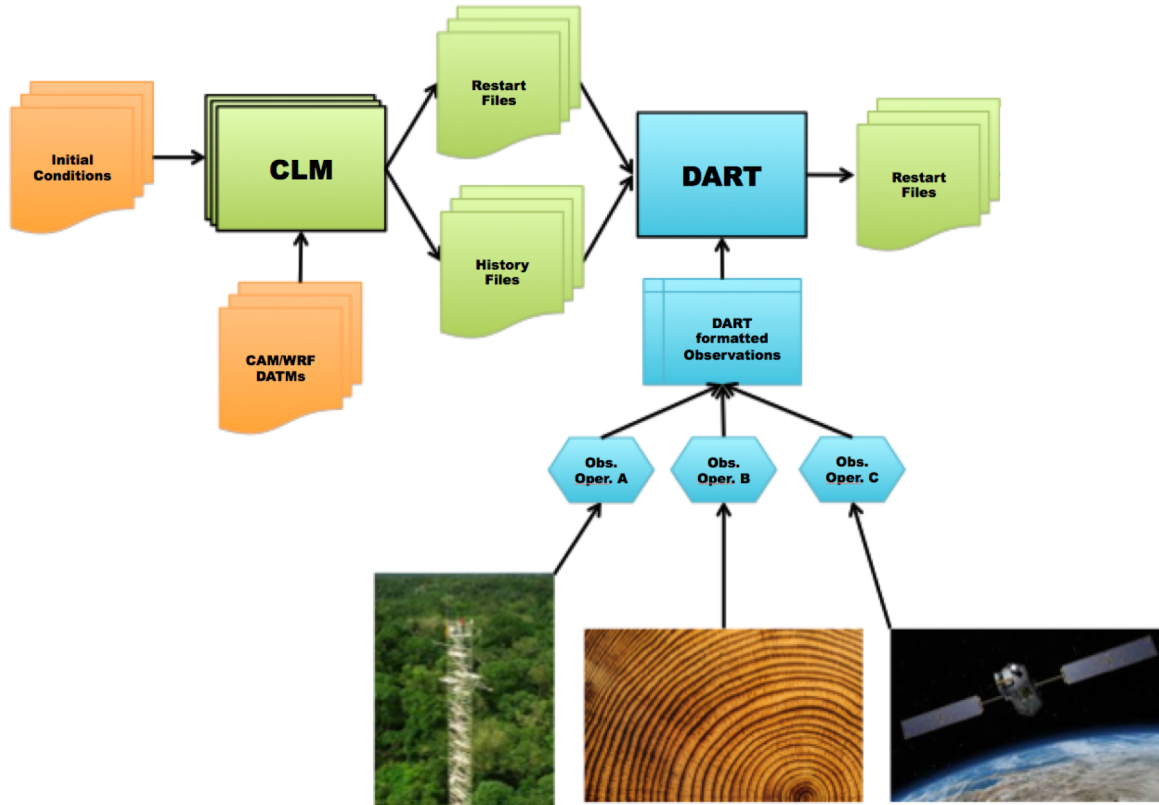 Restart
Files
Initial
Conditions
CLM
DART
Restart
Files
History
Files
CAM/WRF
DATMs
DART
formatted
Observations
Obs.
Oper. A
Obs.
Oper. B
Obs.
Oper. C